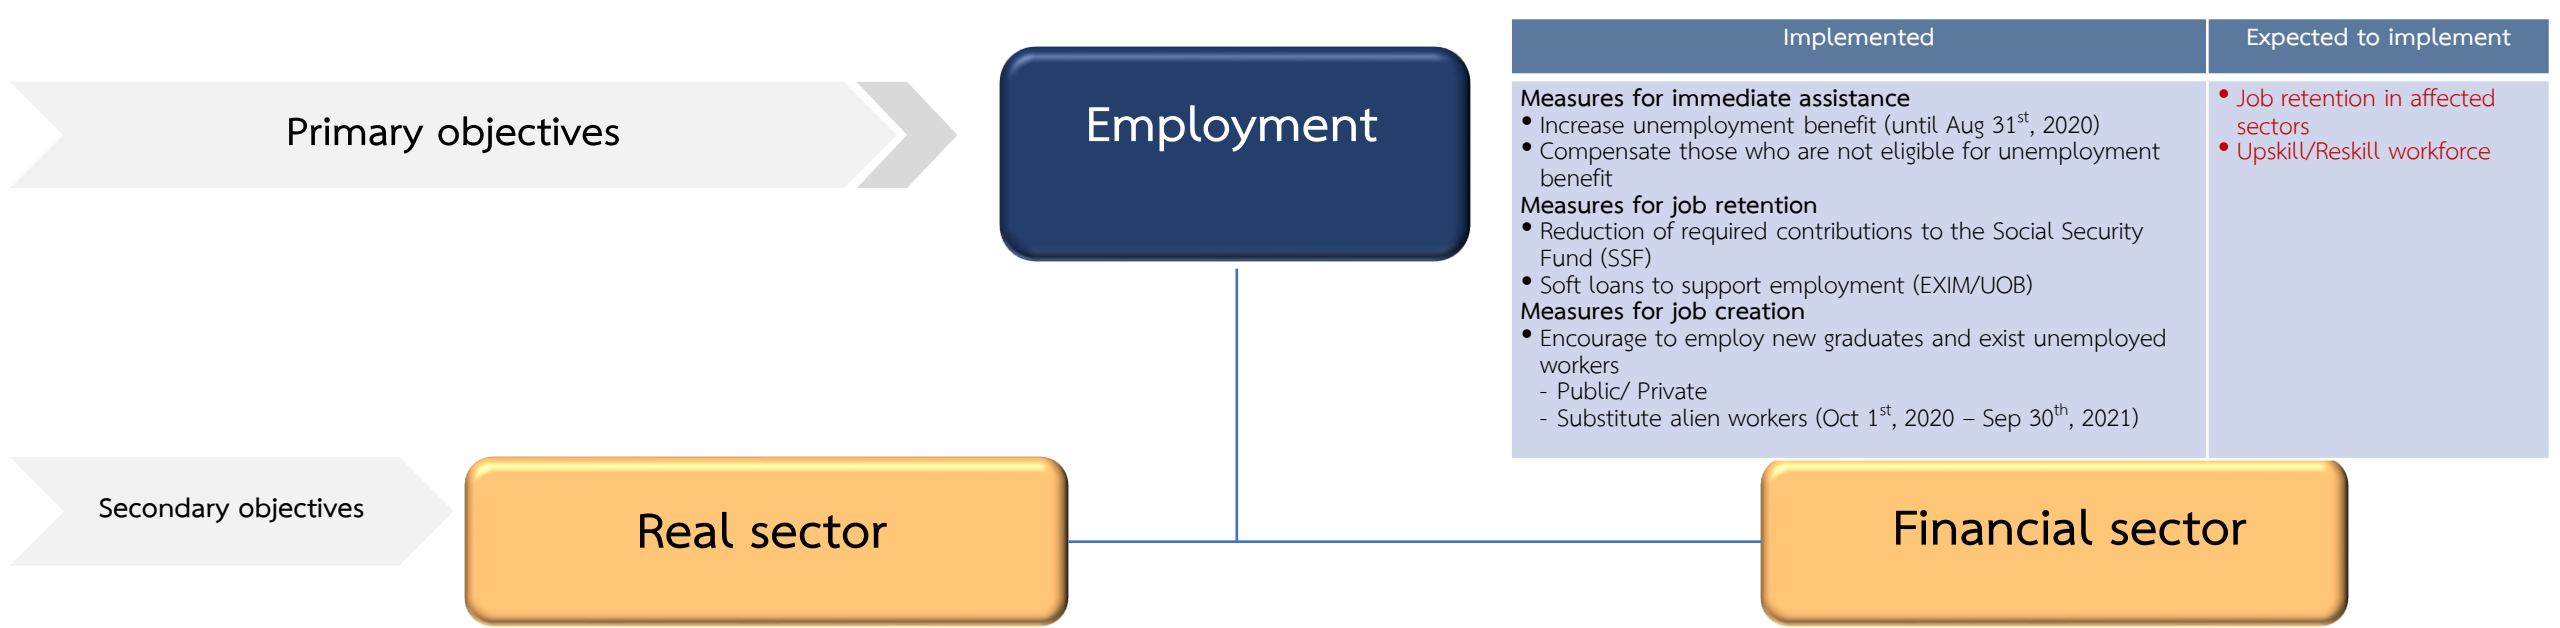 Primary objectives
Employment
Implemented
Expected to implement
Measures for immediate assistance
• Increase unemployment benefit (until Aug 31st, 2020)
• Compensate those who are not eligible for unemployment
benefit
Measures for job retention
• Reduction of required contributions to the Social Security
Fund (SSF)
• Soft loans to support employment (EXIM/UOB)
Measures for job creation
• Encourage to employ new graduates and exist unemployed
workers
- Public/ Private
- Substitute alien workers (Oct 1st, 2020 – Sep 30th, 2021)
• Job retention in affected
sectors
• Upskill/Reskill workforce
Secondary objectives
Real sector
Financial sector